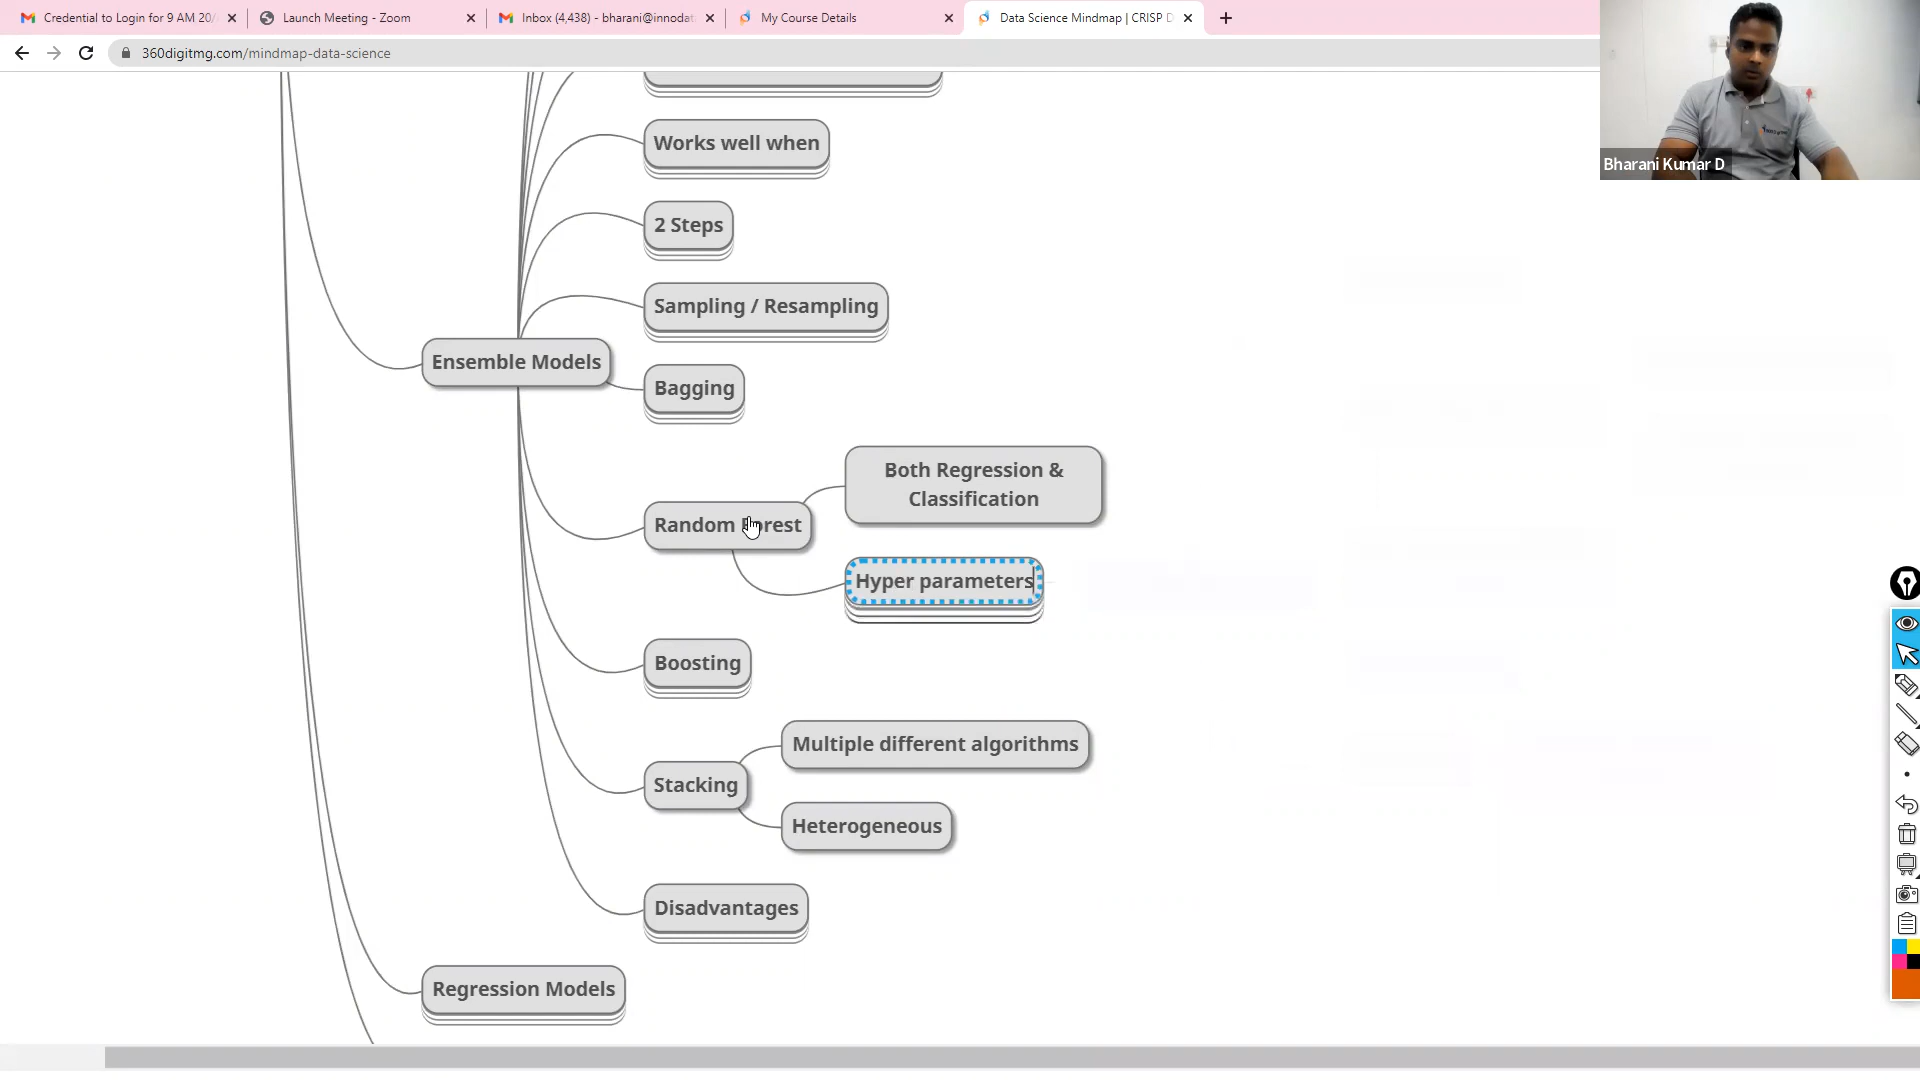 Credential to Login for 9 AM 20/
Launch Meeting - Zoom
Inbox (4,438) - bharani@innodat
My Course Details
Data Science Mindmap | CRISP D
360digitmg.com/mindmap-data-science
Bharani Kumar D
Works well when
2 Steps
Sampling / Resampling
Ensemble Models
Bagging
Both Regression &
Classification
Random Forest
Hyper parameters
Boosting
Multiple different algorithms
Stacking
Heterogeneous
Disadvantages
Regression Models